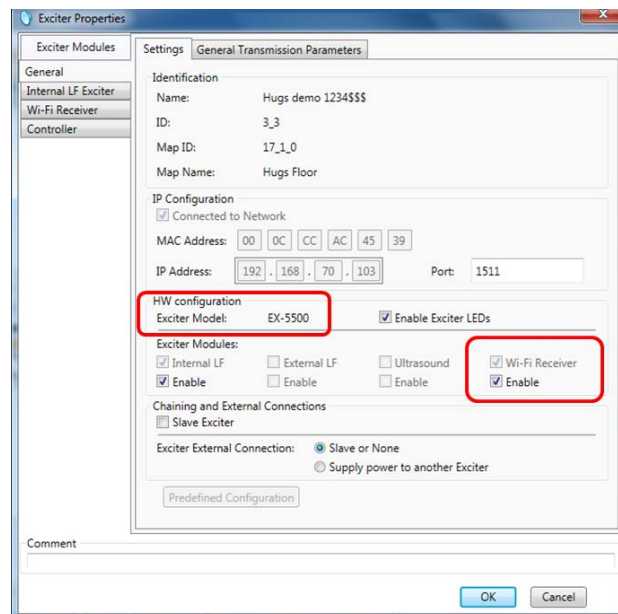 Exciter Properties
Exciter Modules
General
Internal LF Exciter
Wi-Fi Receiver
Controller
Settings General Transmission Parameters
Identification
Name: Hugs demo 1234$$$
ID: 3_3
Map ID: 17_1_0
Map Name: Hugs Floor
IP Configuration
Connected to Network
MAC Address: 00 0C CC AC 45 39
IP Address: 192 . 168 . 70 . 103 Port: 1511
HW configuration
Exciter Model: EX-5500 Enable Exciter LEDs
Exciter Modules:
Internal LF External LF Ultrasound Wi-Fi Receiver
Enable Enable Enable Enable
Chaining and External Connections
Slave Exciter
Exciter External Connection: Slave or None
Supply power to another Exciter
Predefined Configuration
Comment
OK Cancel